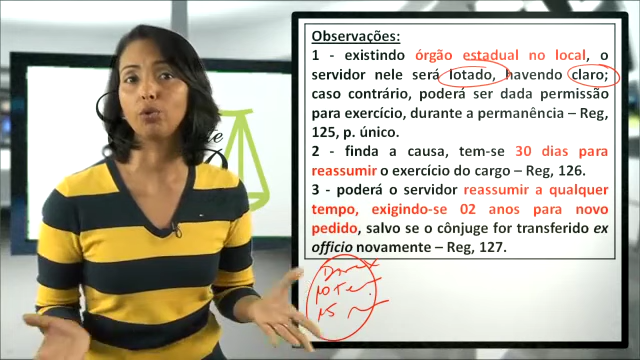 Observações:
1 - existindo órgão estadual no local, o
servidor nele será lotado, havendo claro;
caso contrário, poderá ser dada permissão
para exercício, durante a permanência – Reg,
125, p. único.
2 - finda a causa, tem-se 30 dias para
reassumir o exercício do cargo – Reg, 126.
3 - poderá o servidor reassumir a qualquer
tempo, exigindo-se 02 anos para novo
pedido, salvo se o cônjuge for transferido ex
officio novamente – Reg, 127.